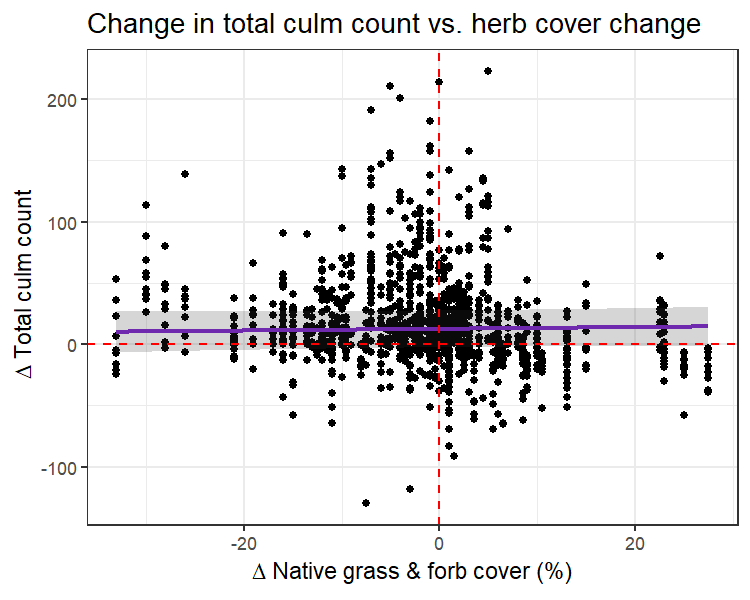 Change in total culm count vs. herb cover change
Δ Total culm count
200
100
0
-100
-20
0
20
Δ Native grass & forb cover (%)